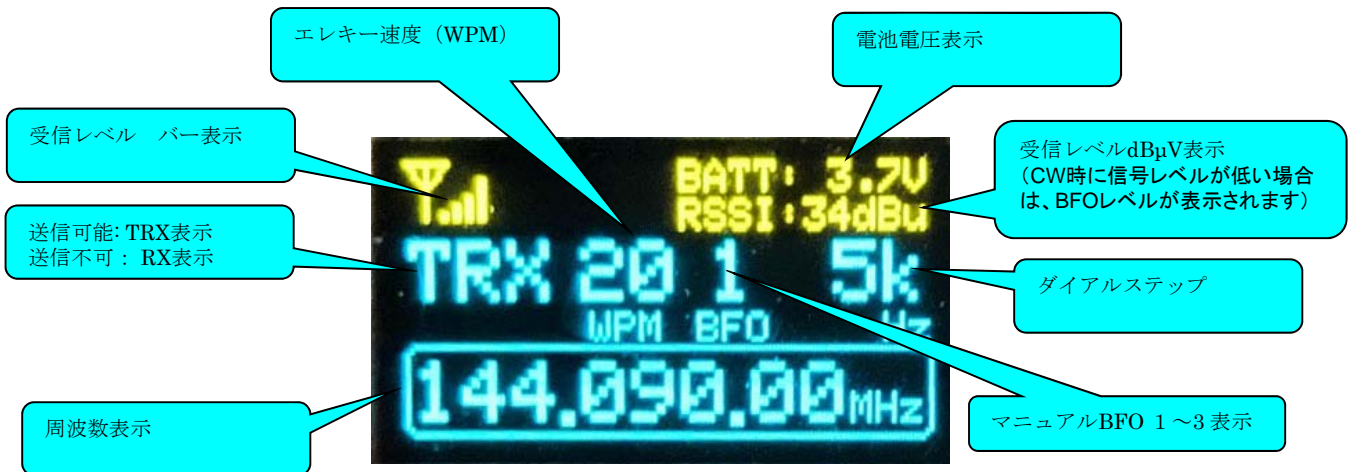 エレキー速度（WPM）
電池電圧表示
受信レベル　バー表示
受信レベルdBμV表示
（CW時に信号レベルが低い場合
は、BFOレベルが表示されます）
送信可能: TRX表示
送信不可 : RX表示
ダイアルステップ
周波数表示
マニュアルBFO 1～3 表示
BATT: 3.7V
RSSI:34dBu
TRX 20 1 5k
WPM BFO Hz
144.090.00MHz